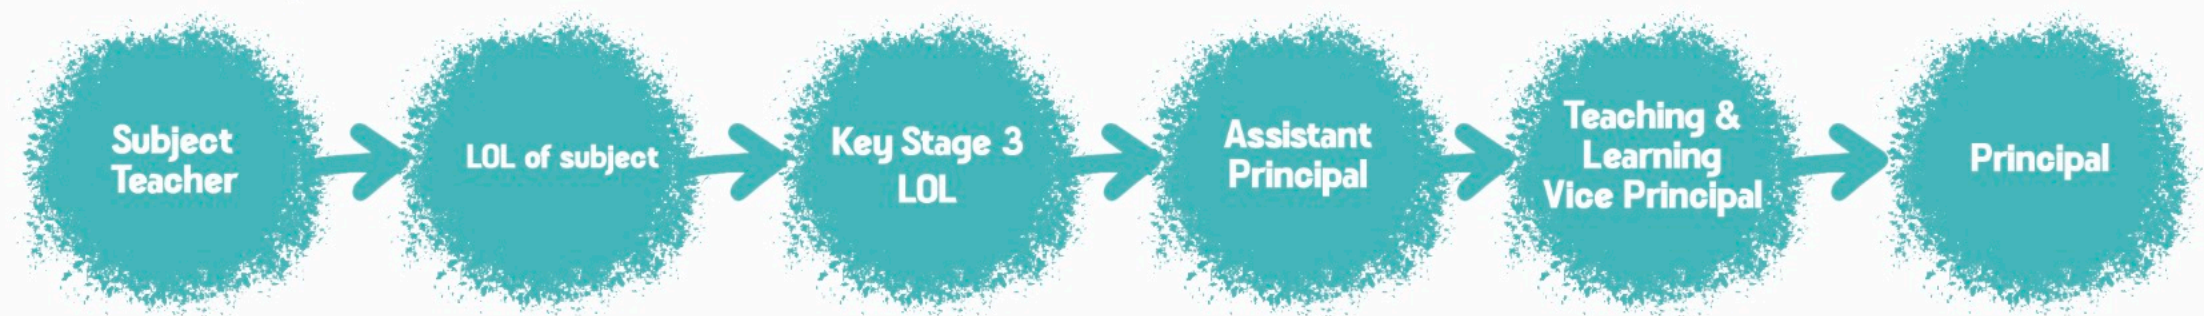 Subject
Teacher
LOL of subject
Key Stage 3
LOL
Assistant
Principal
Teaching &
Learning
Vice Principal
Principal